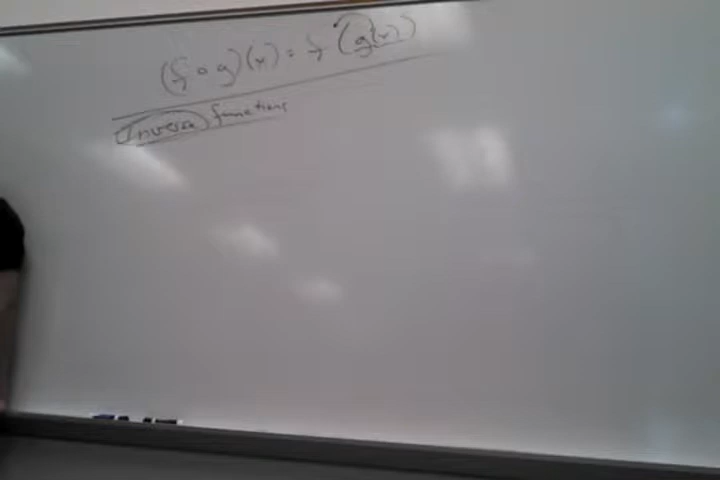 (f ∘ g)(x) = f(g(x))
Inverse functions